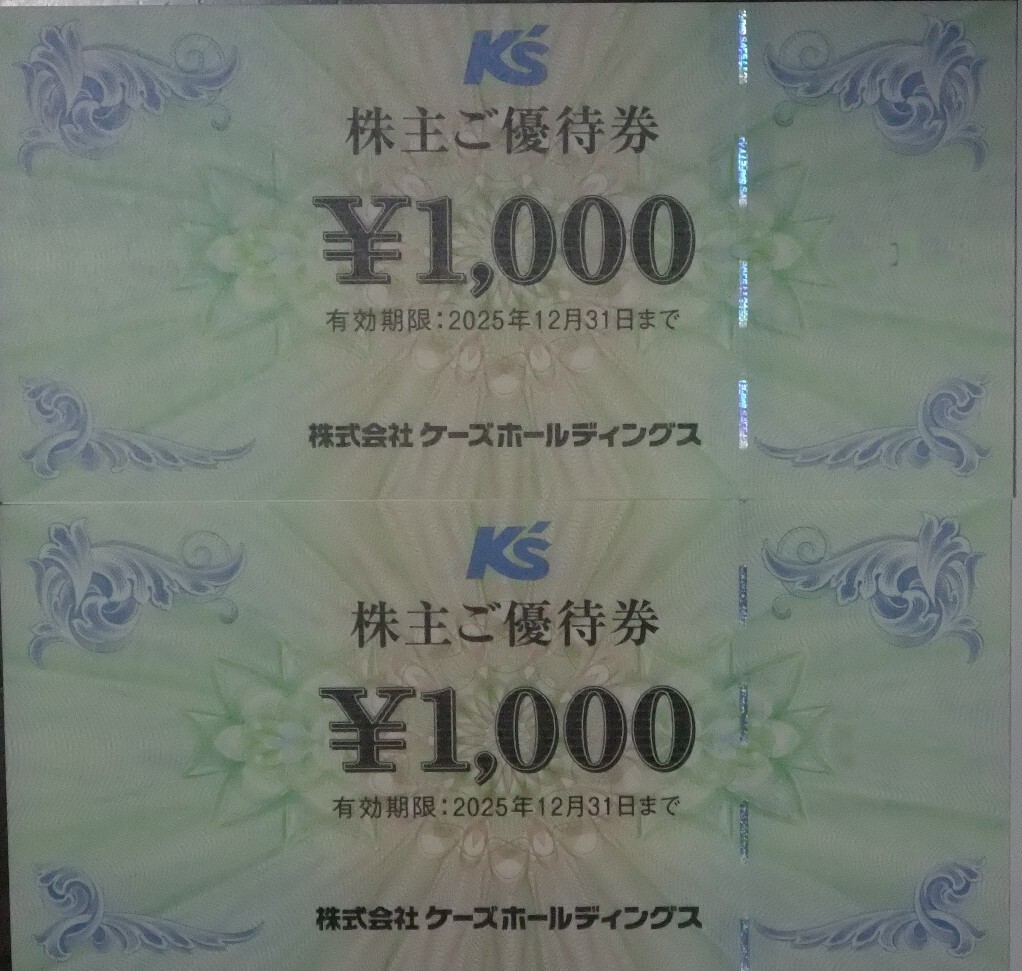 K's
株主ご優待券
¥1,000
有効期限：2025年12月31日まで
株式会社 ケーズホールディングス
K's
株主ご優待券
¥1,000
有効期限：2025年12月31日まで
株式会社 ケーズホールディングス